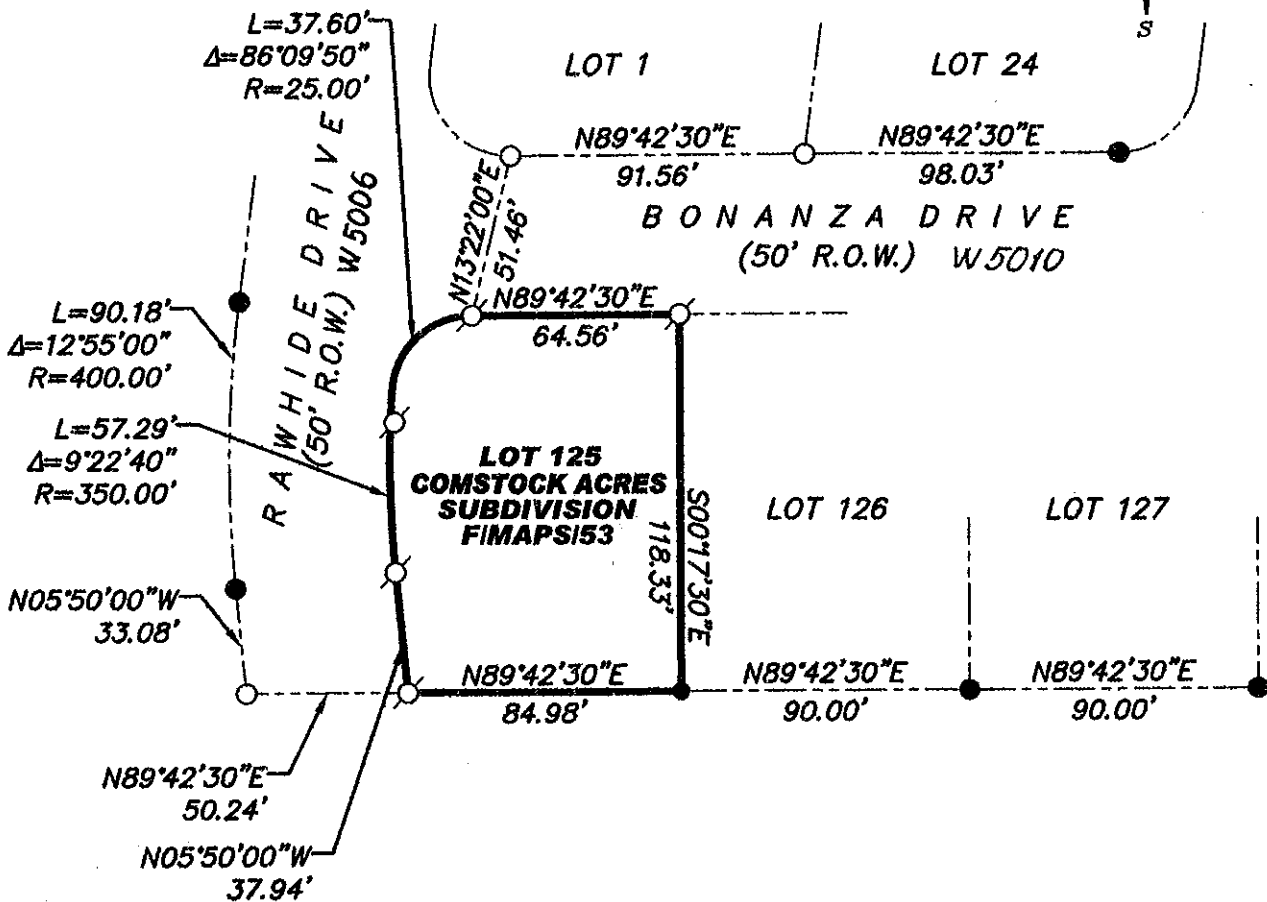 S
L=37.60'
Δ=86°09'50"
R=25.00'
LOT 1
LOT 24
N89°42'30"E
91.56'
N89°42'30"E
98.03'
RAWHIDE DRIVE
(50' R.O.W.) W5006
N13°22'00"E
51.46'
BONANZA DRIVE
(50' R.O.W.) W5010
N89°42'30"E
64.56'
L=90.18'
Δ=12°55'00"
R=400.00'
L=57.29'
Δ=9°22'40"
R=350.00'
LOT 125
COMSTOCK ACRES
SUBDIVISION
F/MAPS/53
S00°17'30"E
118.33'
LOT 126
LOT 127
N05°50'00"W
33.08'
N89°42'30"E
84.98'
N89°42'30"E
90.00'
N89°42'30"E
90.00'
N89°42'30"E
50.24'
N05°50'00"W
37.94'